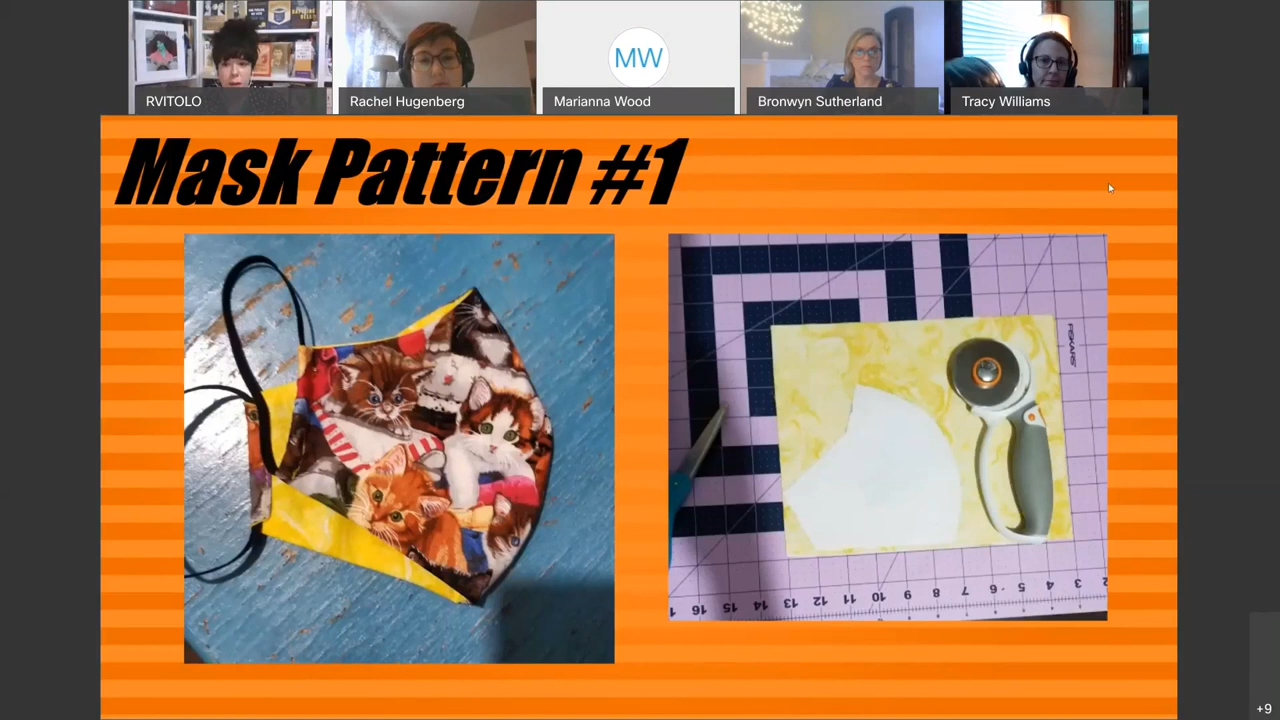 RVITOLO
Rachel Hugenberg
MW
Marianna Wood
Bronwyn Sutherland
Tracy Williams
Mask Pattern #1
FISKARS
16 15 14 13 12 11 10 9 8 7 6 5 4 3 2
+9